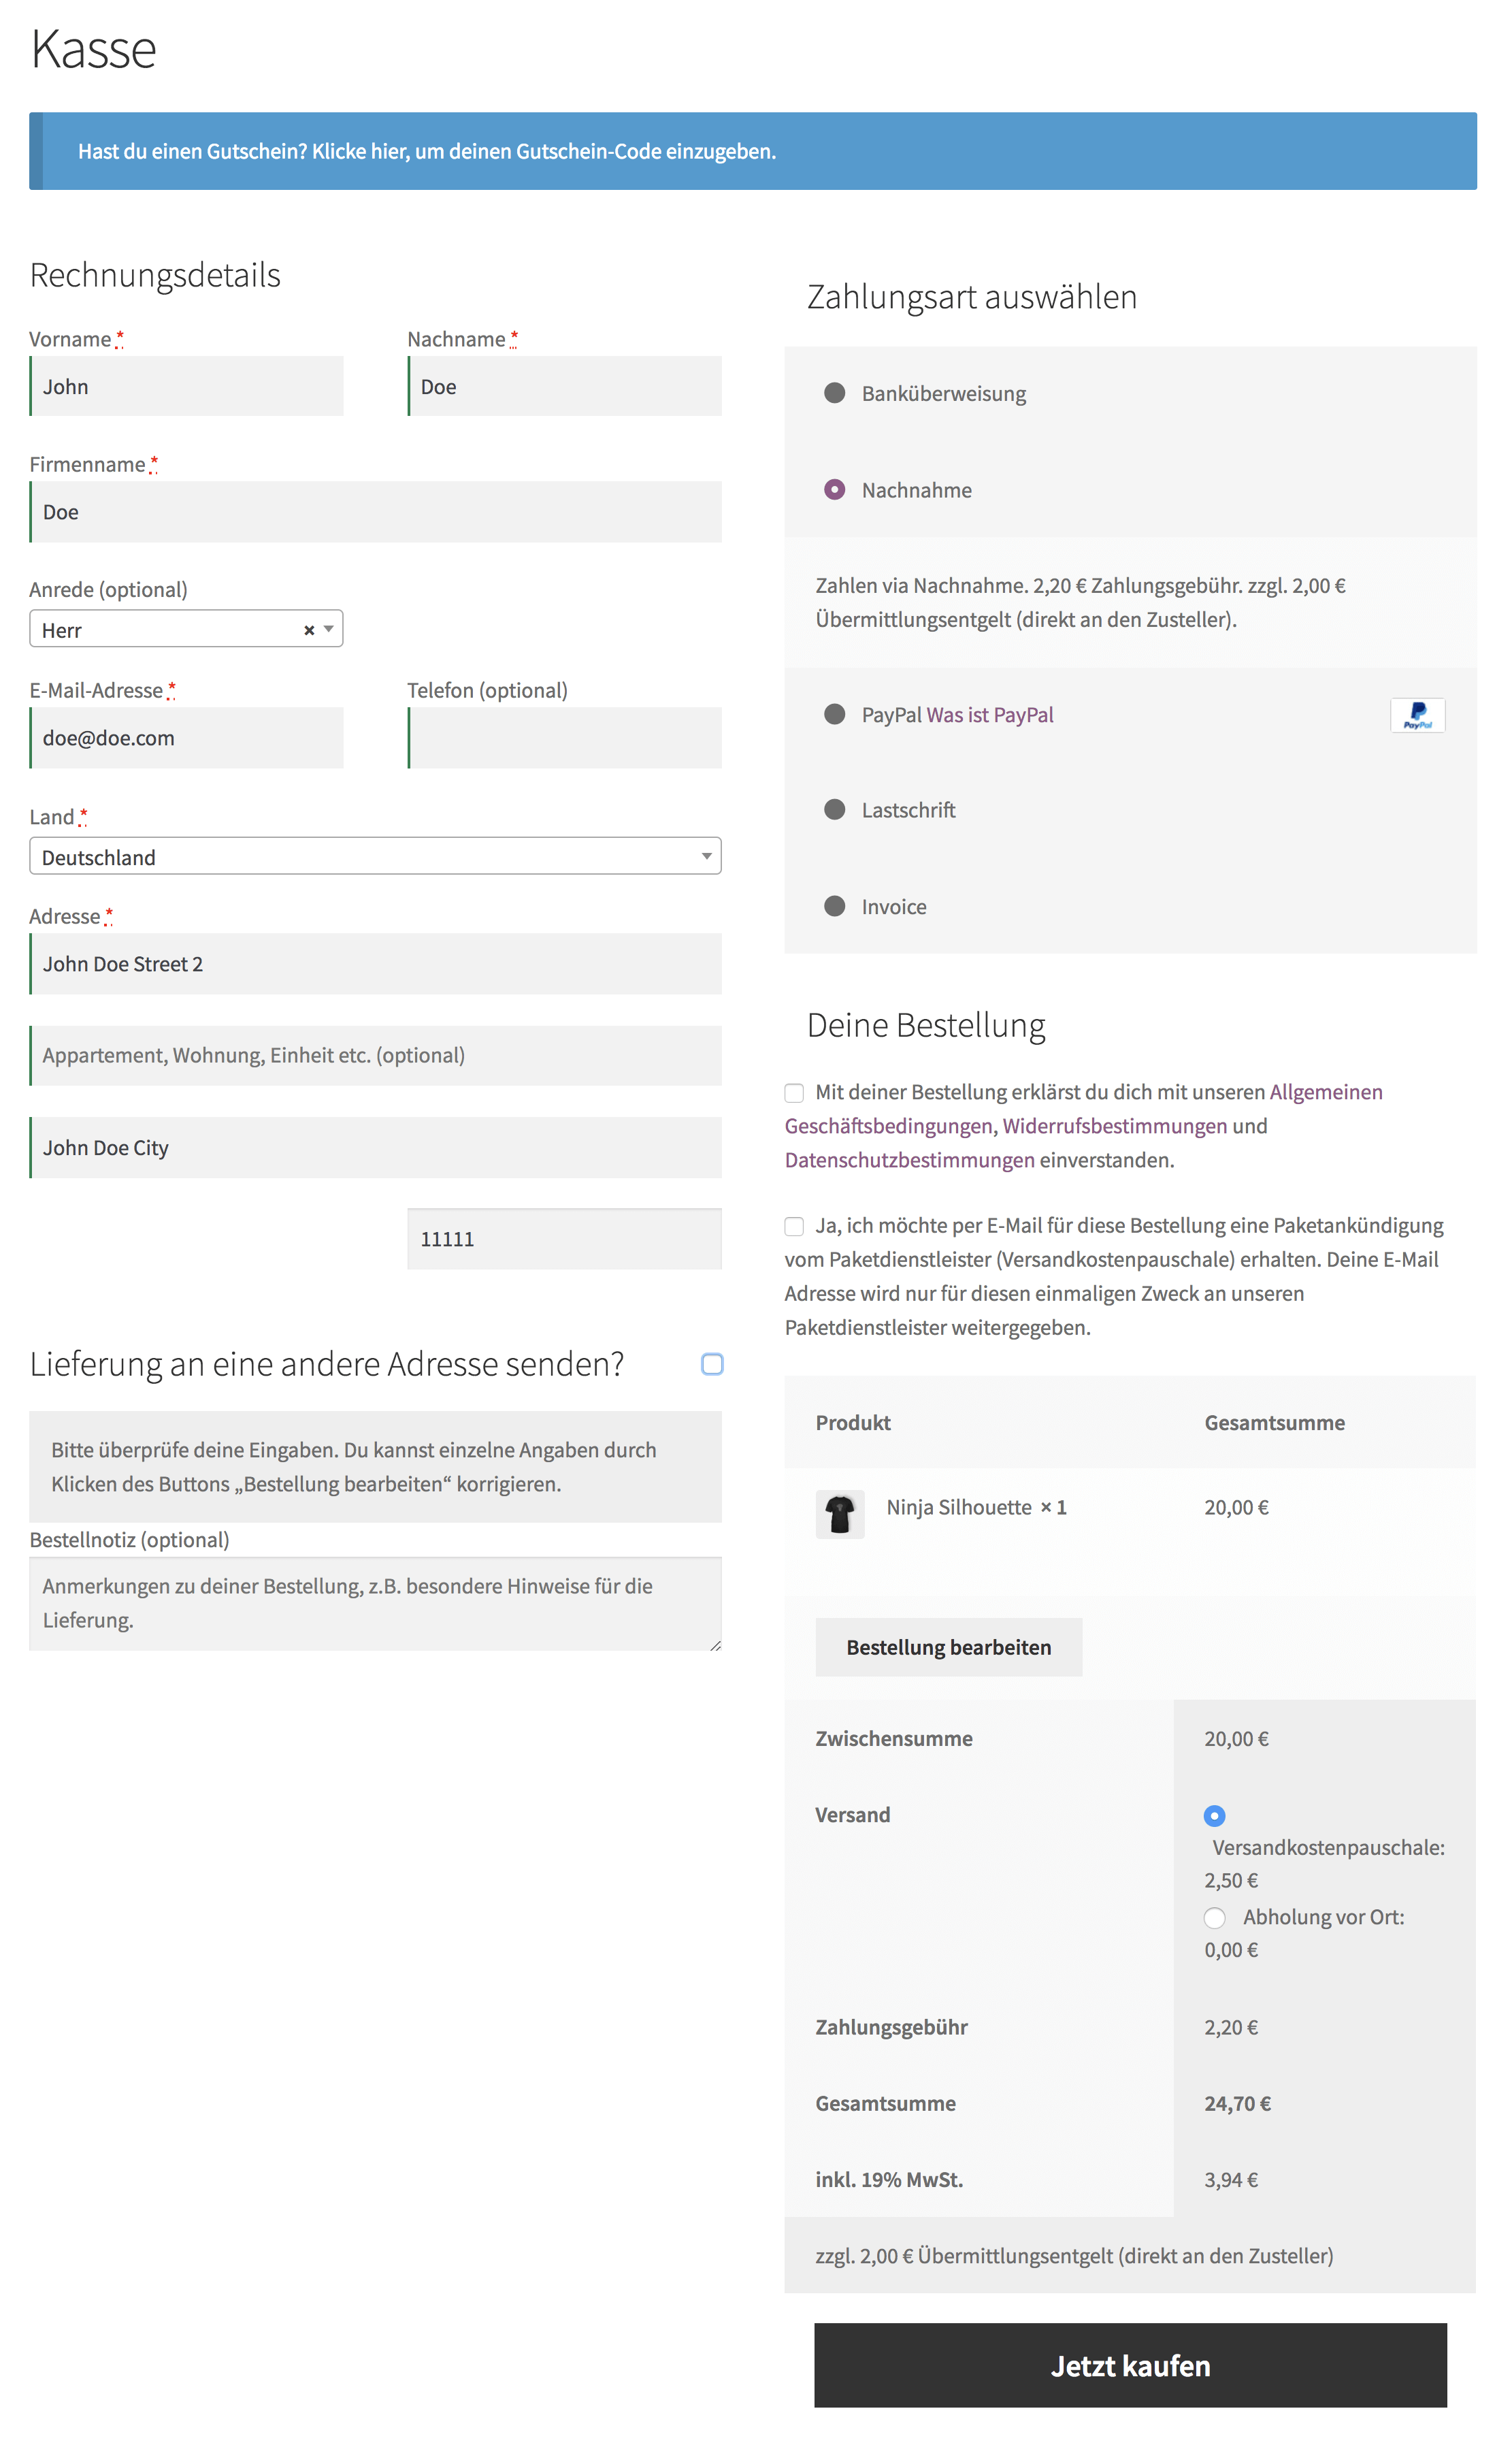 Kasse
Hast du einen Gutschein? Klicke hier, um deinen Gutschein-Code einzugeben.
Rechnungsdetails
Vorname *
Nachname *
John
Doe
Firmenname *
Doe
Anrede (optional)
Herr × 
E-Mail-Adresse *
Telefon (optional)
doe@doe.com
Land *
Deutschland
Adresse *
John Doe Street 2
Appartement, Wohnung, Einheit etc. (optional)
John Doe City
11111
Lieferung an eine andere Adresse senden?
Bitte überprüfe deine Eingaben. Du kannst einzelne Angaben durch
Klicken des Buttons „Bestellung bearbeiten“ korrigieren.
Bestellnotiz (optional)
Anmerkungen zu deiner Bestellung, z.B. besondere Hinweise für die
Lieferung.
Zahlungsart auswählen
Banküberweisung
Nachnahme
Zahlen via Nachnahme. 2,20 € Zahlungsgebühr. zzgl. 2,00 €
Übermittlungsentgelt (direkt an den Zusteller).
PayPal Was ist PayPal
PayPal
Lastschrift
Invoice
Deine Bestellung
Mit deiner Bestellung erklärst du dich mit unseren Allgemeinen
Geschäftsbedingungen, Widerrufsbestimmungen und
Datenschutzbestimmungen einverstanden.
Ja, ich möchte per E-Mail für diese Bestellung eine Paketankündigung
vom Paketdienstleister (Versandkostenpauschale) erhalten. Deine E-Mail
Adresse wird nur für diesen einmaligen Zweck an unseren
Paketdienstleister weitergegeben.
Produkt Gesamtsumme
Ninja Silhouette × 1 20,00 €
Bestellung bearbeiten
Zwischensumme 20,00 €
Versand
Versandkostenpauschale:
2,50 €
Abholung vor Ort:
0,00 €
Zahlungsgebühr 2,20 €
Gesamtsumme 24,70 €
inkl. 19% MwSt. 3,94 €
zzgl. 2,00 € Übermittlungsentgelt (direkt an den Zusteller)
Jetzt kaufen